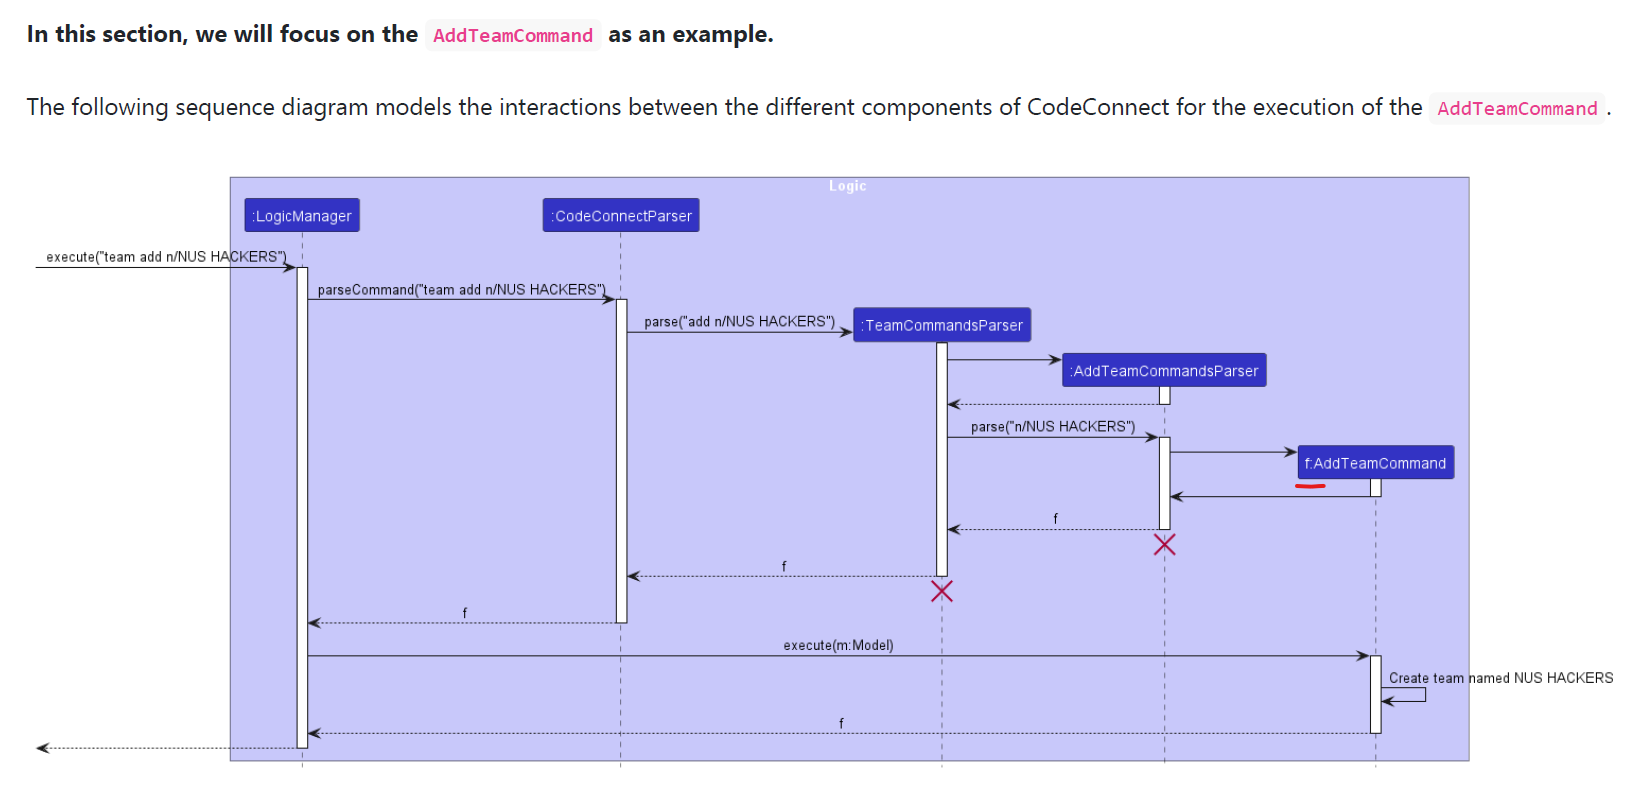 In this section, we will focus on the AddTeamCommand as an example.
The following sequence diagram models the interactions between the different components of CodeConnect for the execution of the AddTeamCommand .
Logic
:LogicManager
:CodeConnectParser
execute("team add n/NUS HACKERS")
parseCommand("team add n/NUS HACKERS")
parse("add n/NUS HACKERS")
:TeamCommandsParser
:AddTeamCommandsParser
parse("n/NUS HACKERS")
f:AddTeamCommand
f
f
f
execute(m:Model)
Create team named NUS HACKERS
f